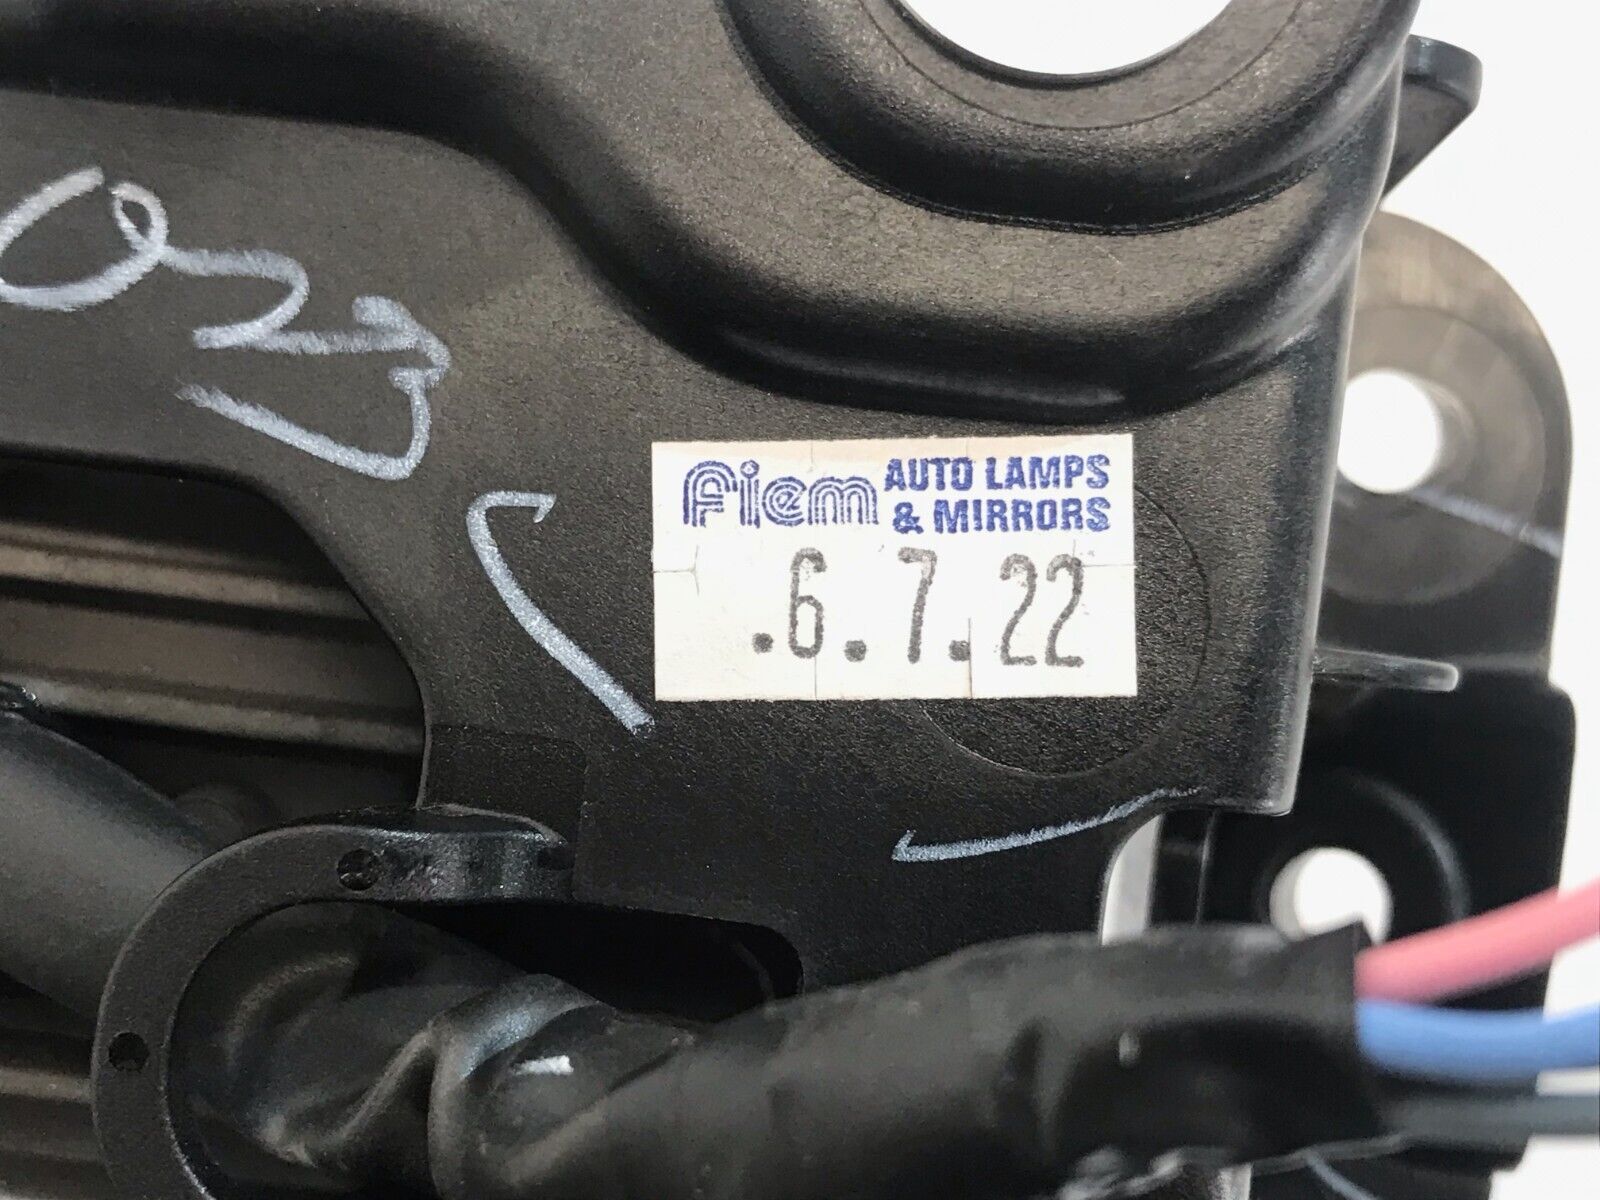 fiem AUTO LAMPS
& MIRRORS
.6.7.22